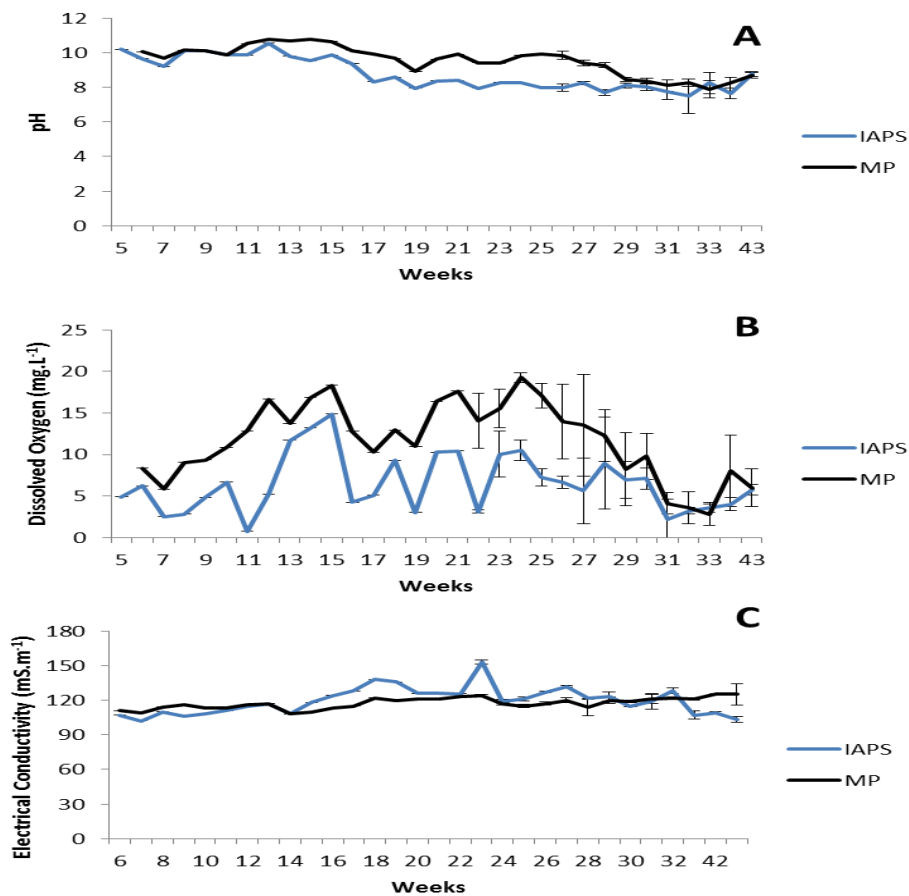 A
12
10
8
6
4
2
0
pH
5 7 9 11 13 15 17 19 21 23 25 27 29 31 33 43
Weeks
IAPS
MP
B
25
20
15
10
5
0
Dissolved Oxygen (mg.L-1)
5 7 9 11 13 15 17 19 21 23 25 27 29 31 33 43
Weeks
IAPS
MP
C
180
150
120
90
60
30
0
Electrical Conductivity (mS.m-1)
6 8 10 12 14 16 18 20 22 24 26 28 30 32 42
Weeks
IAPS
MP